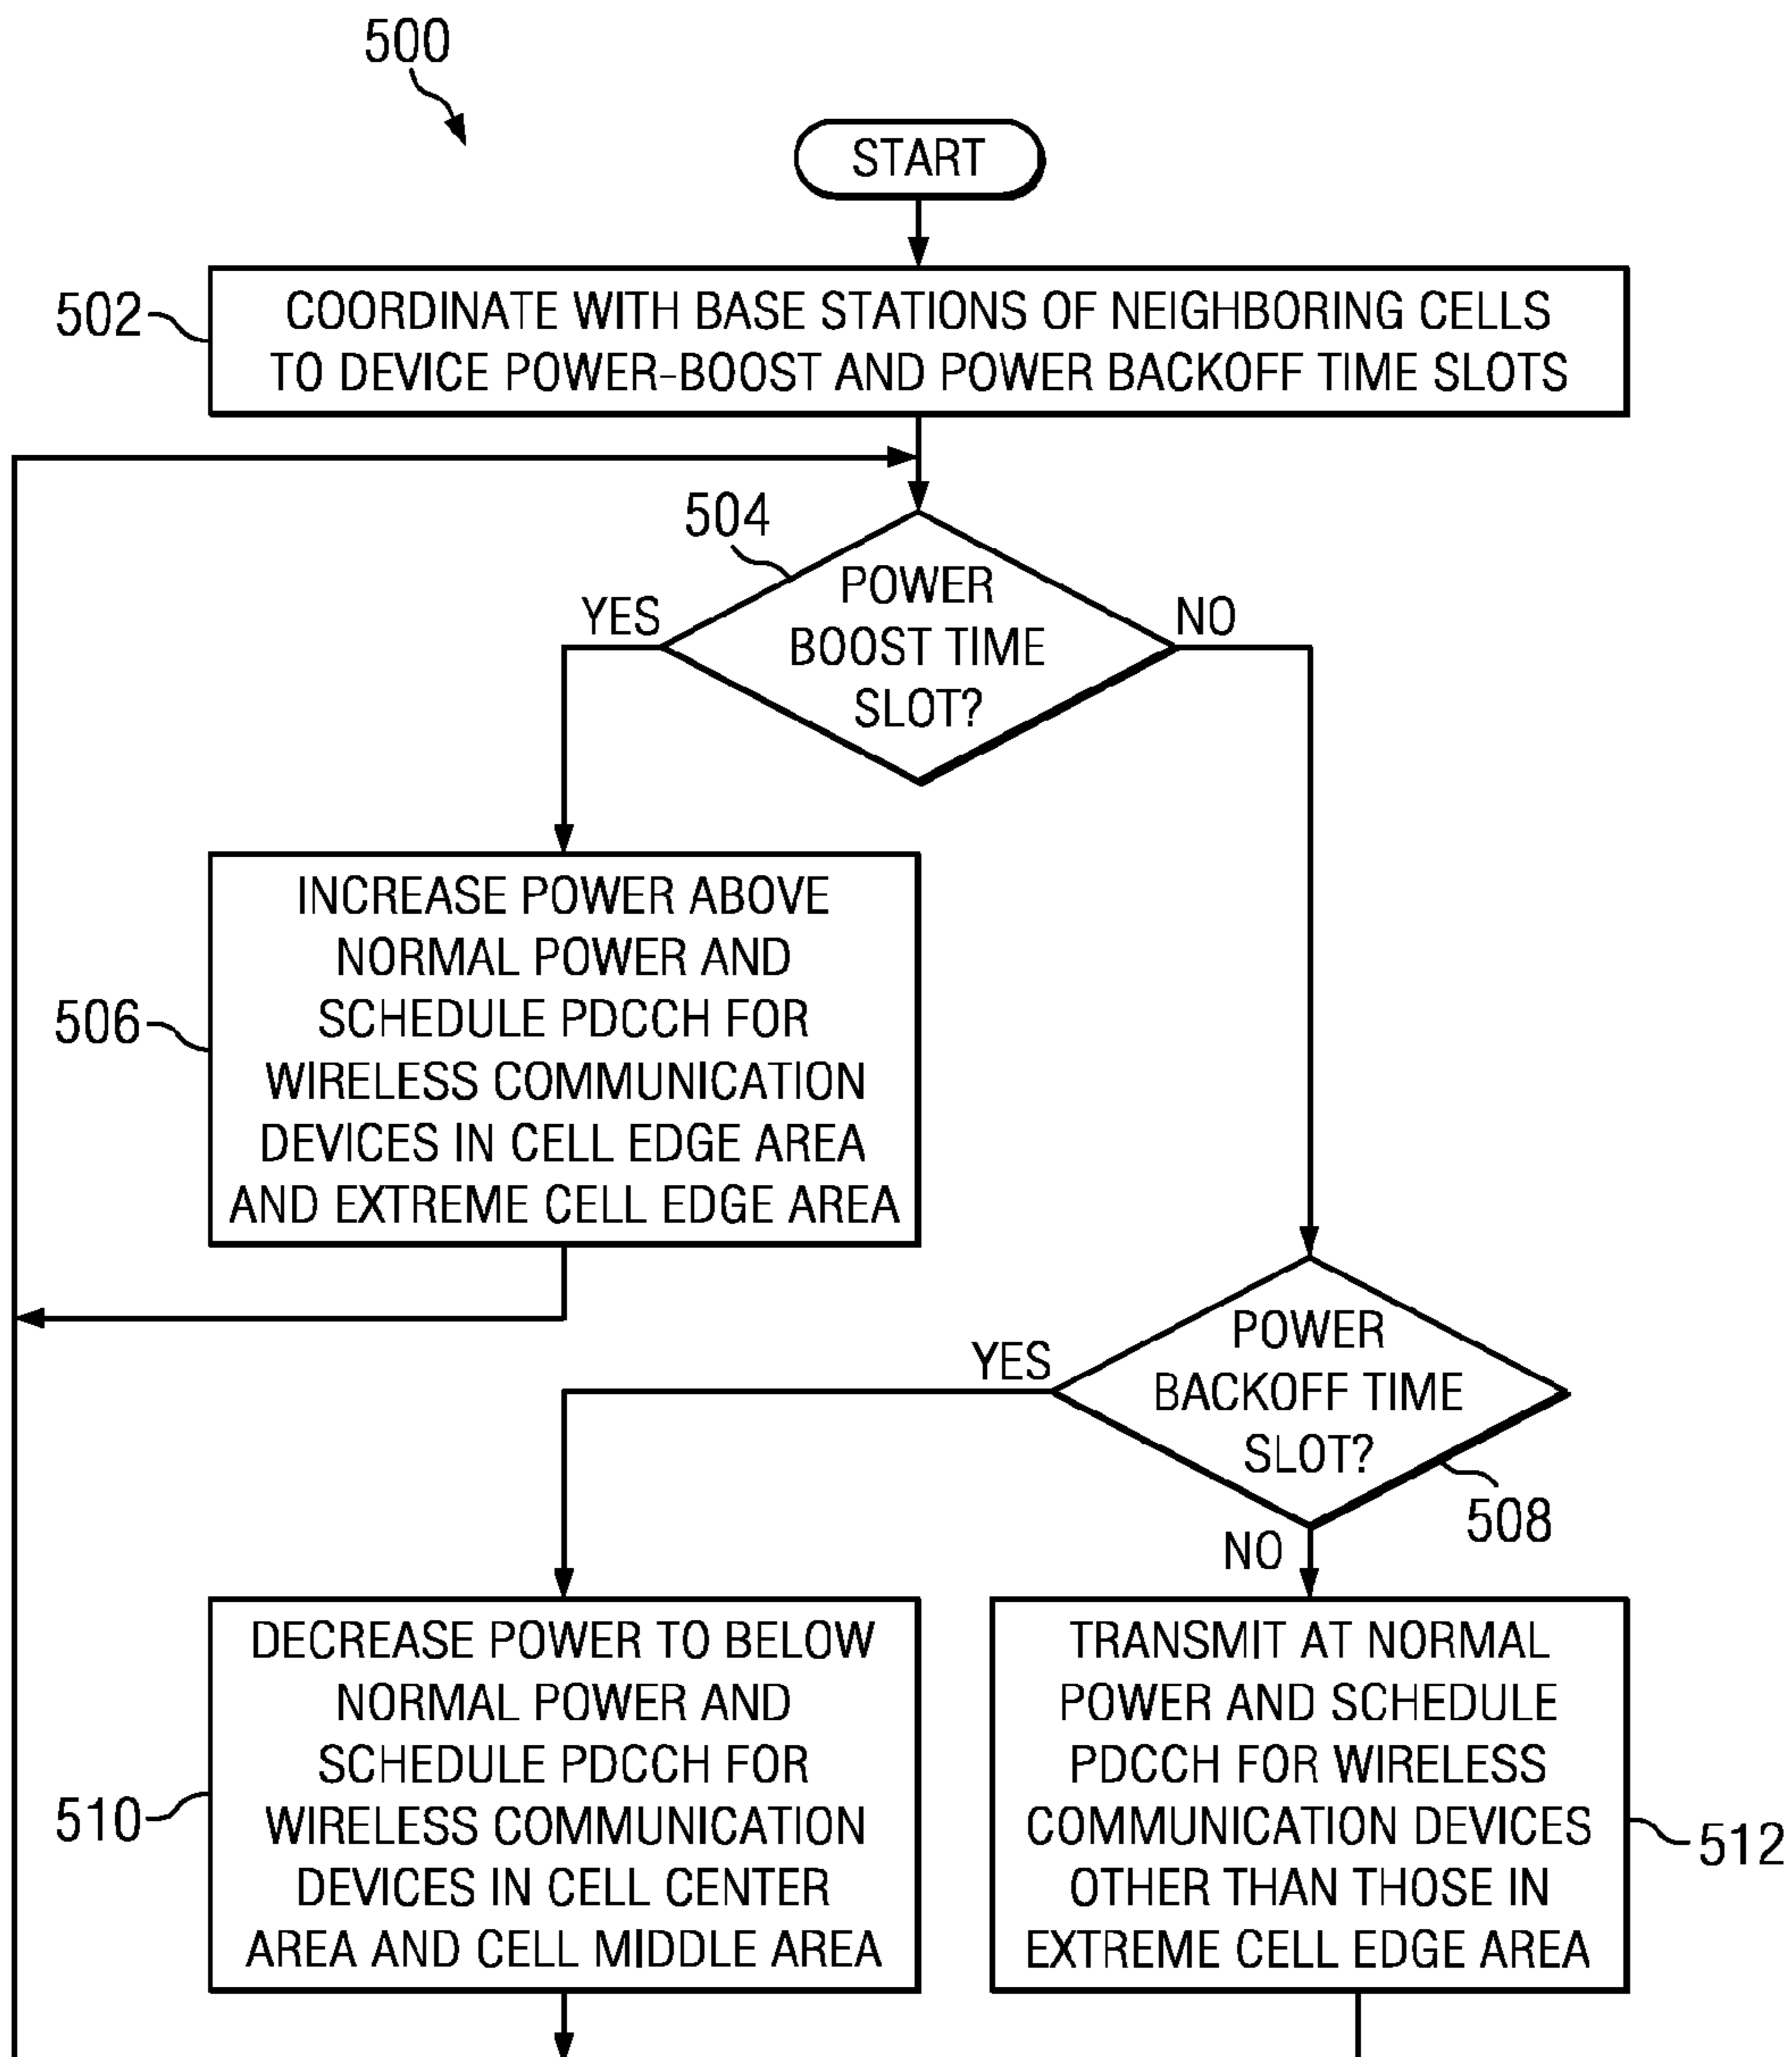 500
START
502
COORDINATE WITH BASE STATIONS OF NEIGHBORING CELLS
TO DEVICE POWER-BOOST AND POWER BACKOFF TIME SLOTS
504
POWER
BOOST TIME
SLOT?
YES
NO
506
INCREASE POWER ABOVE
NORMAL POWER AND
SCHEDULE PDCCH FOR
WIRELESS COMMUNICATION
DEVICES IN CELL EDGE AREA
AND EXTREME CELL EDGE AREA
POWER
BACKOFF TIME
SLOT?
YES
508
NO
510
DECREASE POWER TO BELOW
NORMAL POWER AND
SCHEDULE PDCCH FOR
WIRELESS COMMUNICATION
DEVICES IN CELL CENTER
AREA AND CELL MIDDLE AREA
TRANSMIT AT NORMAL
POWER AND SCHEDULE
PDCCH FOR WIRELESS
COMMUNICATION DEVICES
OTHER THAN THOSE IN
EXTREME CELL EDGE AREA
512